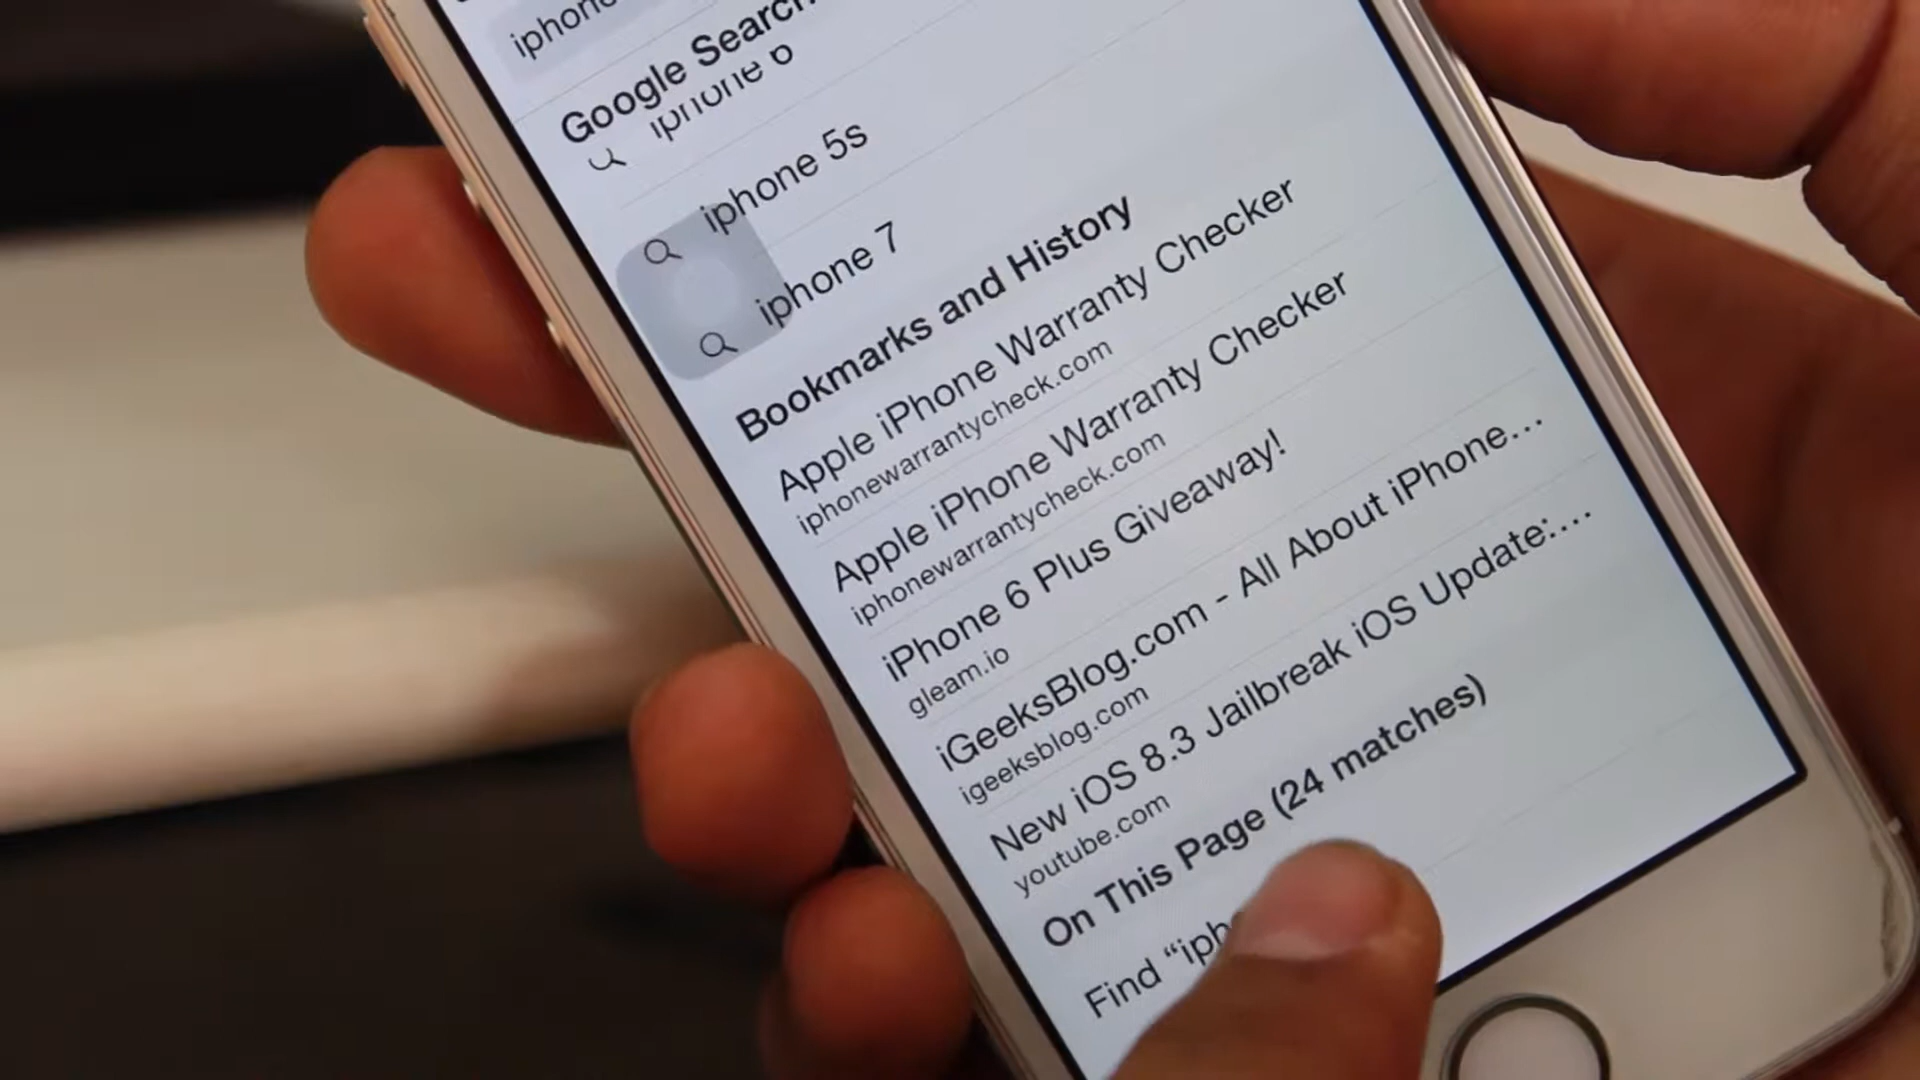 iphone
Google Search
iphone 6
iphone 5s
iphone 7
Bookmarks and History
Apple iPhone Warranty Checker
iphonewarrantycheck.com
Apple iPhone Warranty Checker
iphonewarrantycheck.com
iPhone 6 Plus Giveaway!
gleam.io
iGeeksBlog.com - All About iPhone...
igeeksblog.com
New iOS 8.3 Jailbreak iOS Update:...
youtube.com
On This Page (24 matches)
Find “iph